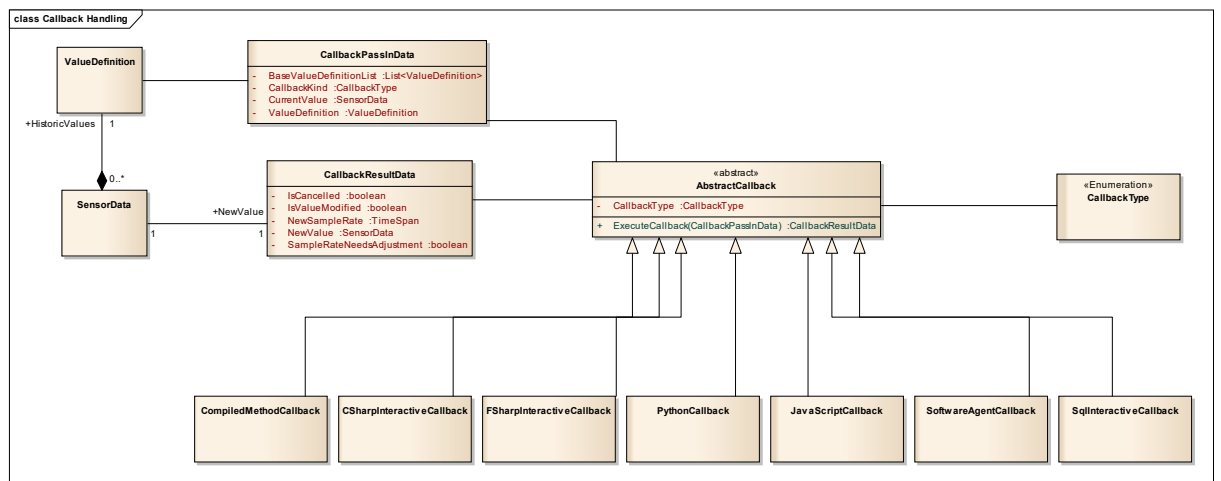 class Callback Handling
ValueDefinition
CallbackPassInData
- BaseValueDefinitionList :List<ValueDefinition>
- CallbackKind :CallbackType
- CurrentValue :SensorData
- ValueDefinition :ValueDefinition
+HistoricValues 1
0..*
SensorData
1
+NewValue
1
CallbackResultData
- IsCancelled :boolean
- IsValueModified :boolean
- NewSampleRate :TimeSpan
- NewValue :SensorData
- SampleRateNeedsAdjustment :boolean
«abstract»
AbstractCallback
- CallbackType :CallbackType
+ ExecuteCallback(CallbackPassInData) :CallbackResultData
«Enumeration»
CallbackType
CompiledMethodCallback
CSharpInteractiveCallback
FSharpInteractiveCallback
PythonCallback
JavaScriptCallback
SoftwareAgentCallback
SqlInteractiveCallback